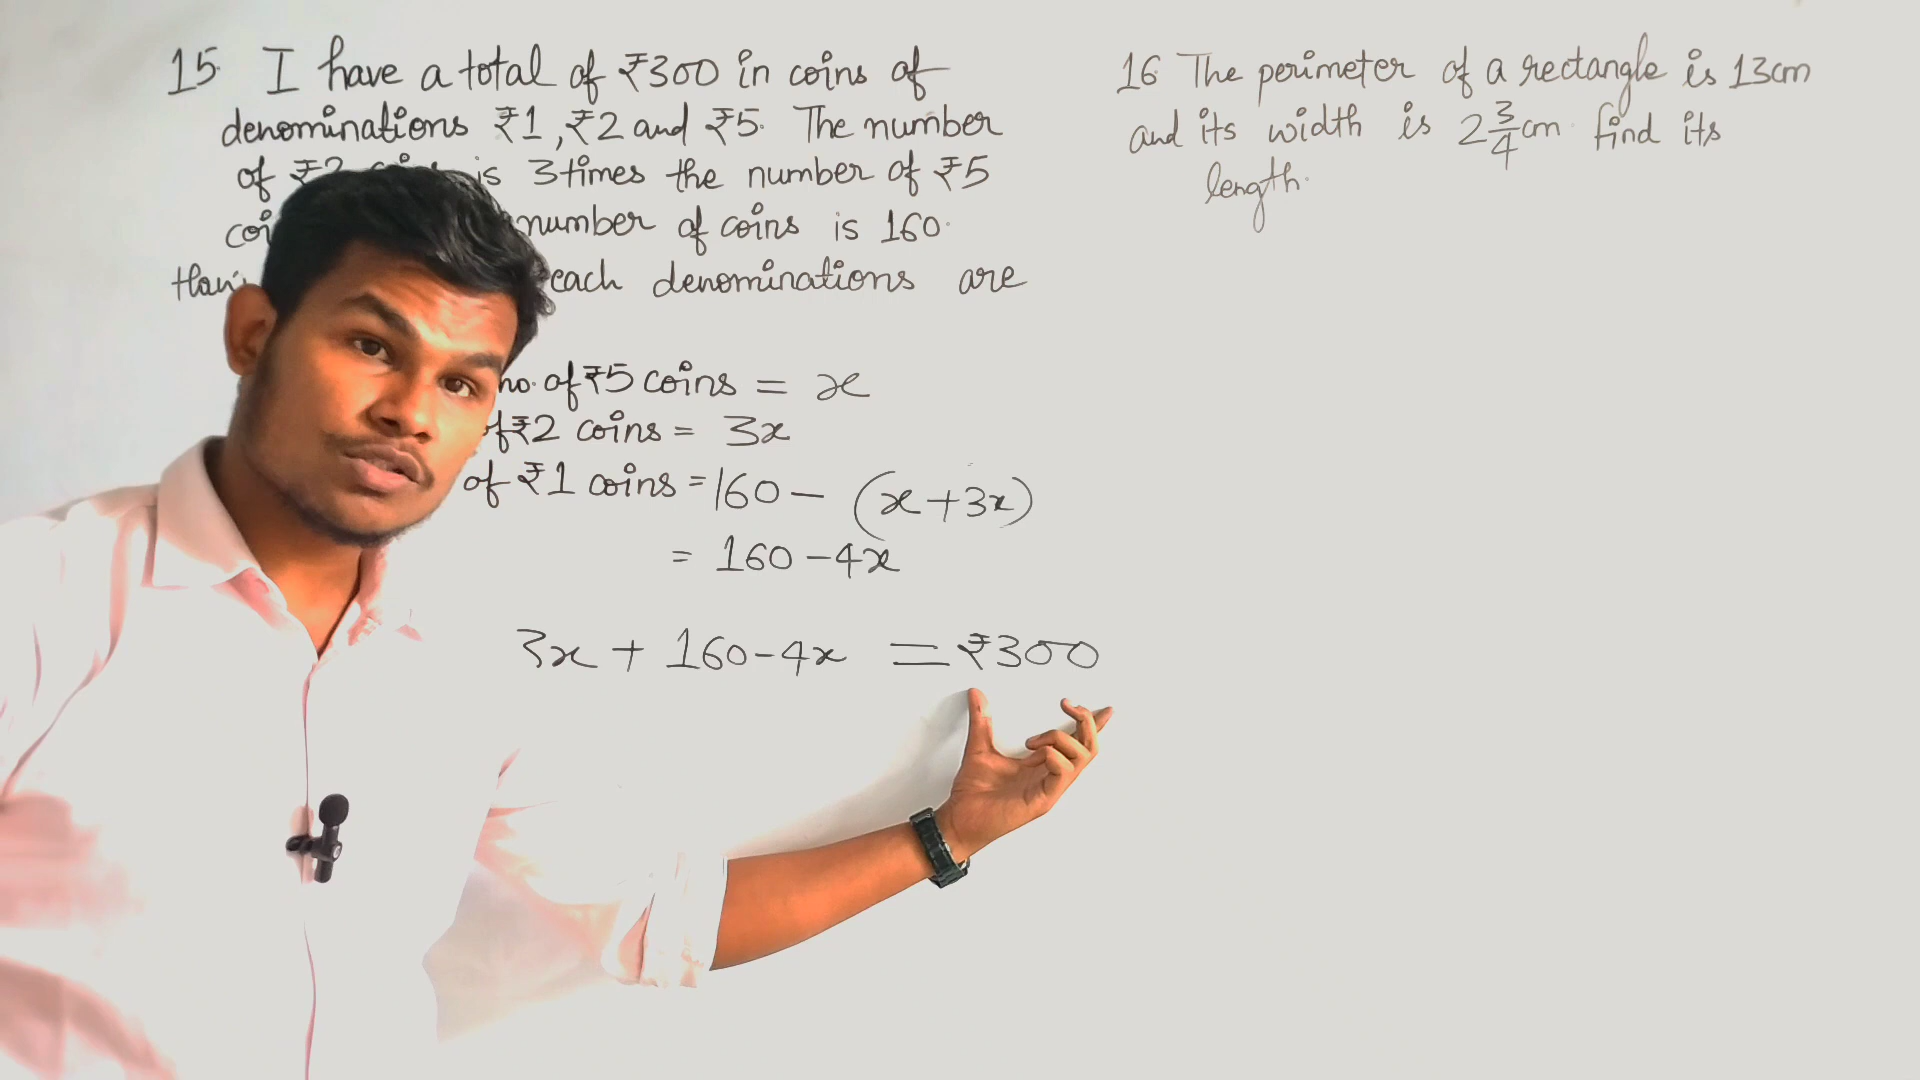 15. I have a total of ₹300 in coins of
denominations ₹1, ₹2 and ₹5. The number
of ₹2 is 3 times the number of ₹5
number of coins is 160.
each denominations are
no. of ₹5 coins = x
of ₹2 coins = 3x
of ₹1 coins = 160 - (x+3x)
= 160 - 4x
3x + 160 - 4x = ₹300
16. The perimeter of a rectangle is 13cm
and its width is 2 3/4 cm. find its
length.